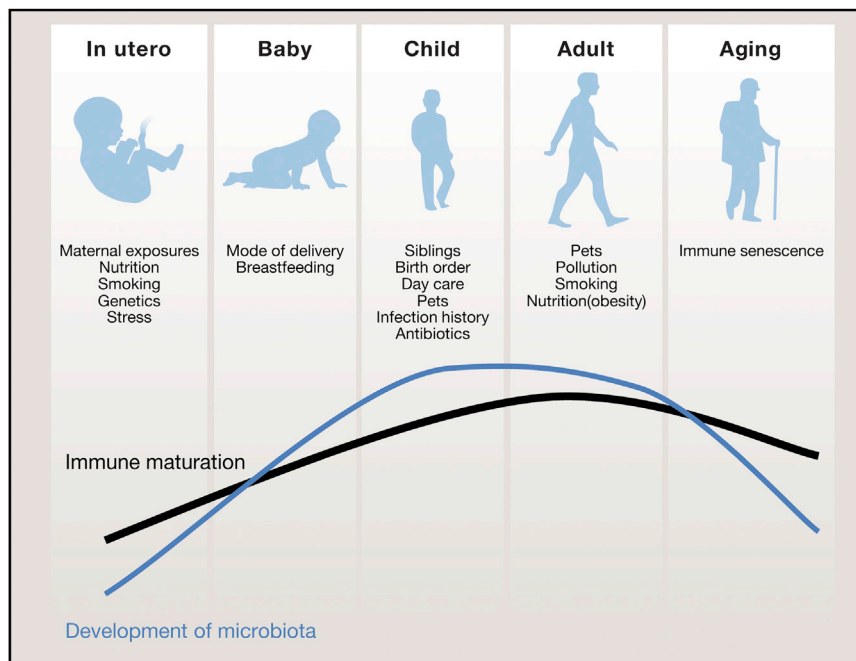 In utero
Baby
Child
Adult
Aging
Maternal exposures
Nutrition
Smoking
Genetics
Stress
Mode of delivery
Breastfeeding
Siblings
Birth order
Day care
Pets
Infection history
Antibiotics
Pets
Pollution
Smoking
Nutrition(obesity)
Immune senescence
Immune maturation
Development of microbiota